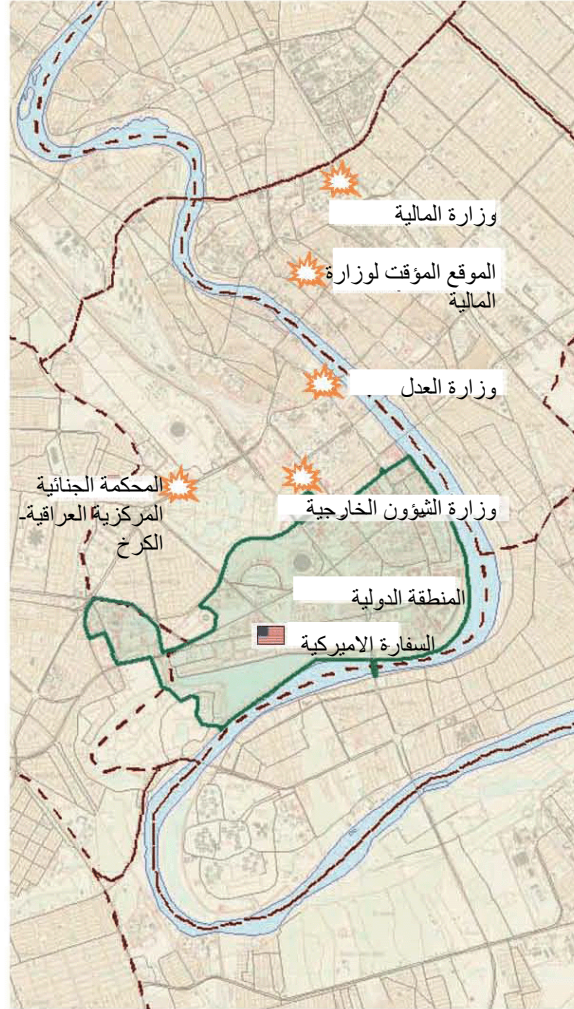 وزارة المالية
الموقع المؤقت لوزارة
المالية
وزارة العدل
المحكمة الجنائية
المركزية العراقية-
الكرخ
وزارة الشؤون الخارجية
المنطقة الدولية
السفارة الاميركية